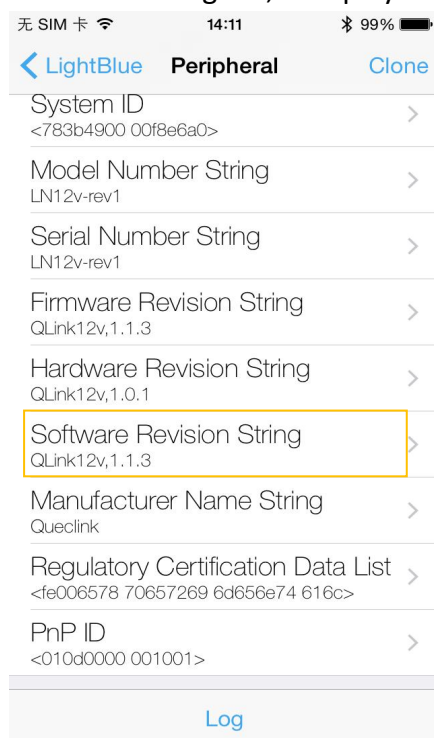 无 SIM 卡 14:11 99%
LightBlue Peripheral Clone
System ID
<783b4900 00f8e6a0>
Model Number String
LN12v-rev1
Serial Number String
LN12v-rev1
Firmware Revision String
QLink12v,1.1.3
Hardware Revision String
QLink12v,1.0.1
Software Revision String
QLink12v,1.1.3
Manufacturer Name String
Queclink
Regulatory Certification Data List
<fe006578 70657269 6d656e74 616c>
PnP ID
<010d0000 001001>
Log